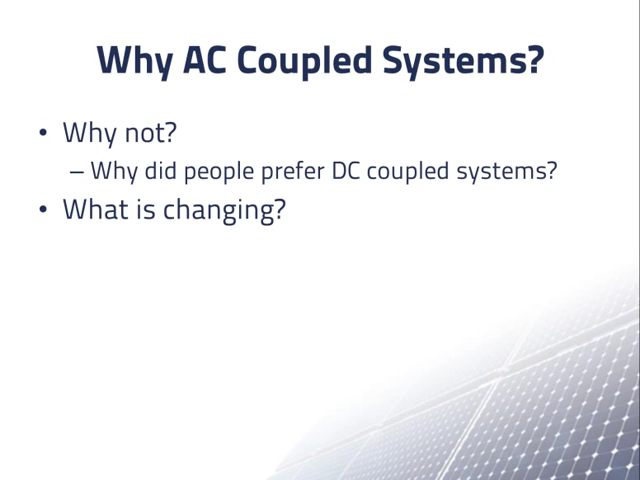 Why AC Coupled Systems?
• Why not?
– Why did people prefer DC coupled systems?
• What is changing?